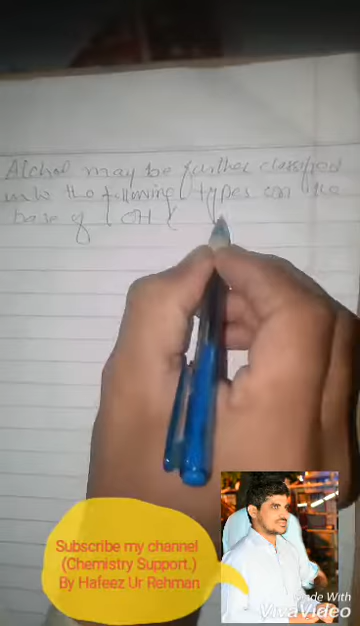 Alchol may be further classified
into the following types on the
base of OH (
Subscribe my channel
(Chemistry Support.)
By Hafeez Ur Rehman
Made With
VivaVideo